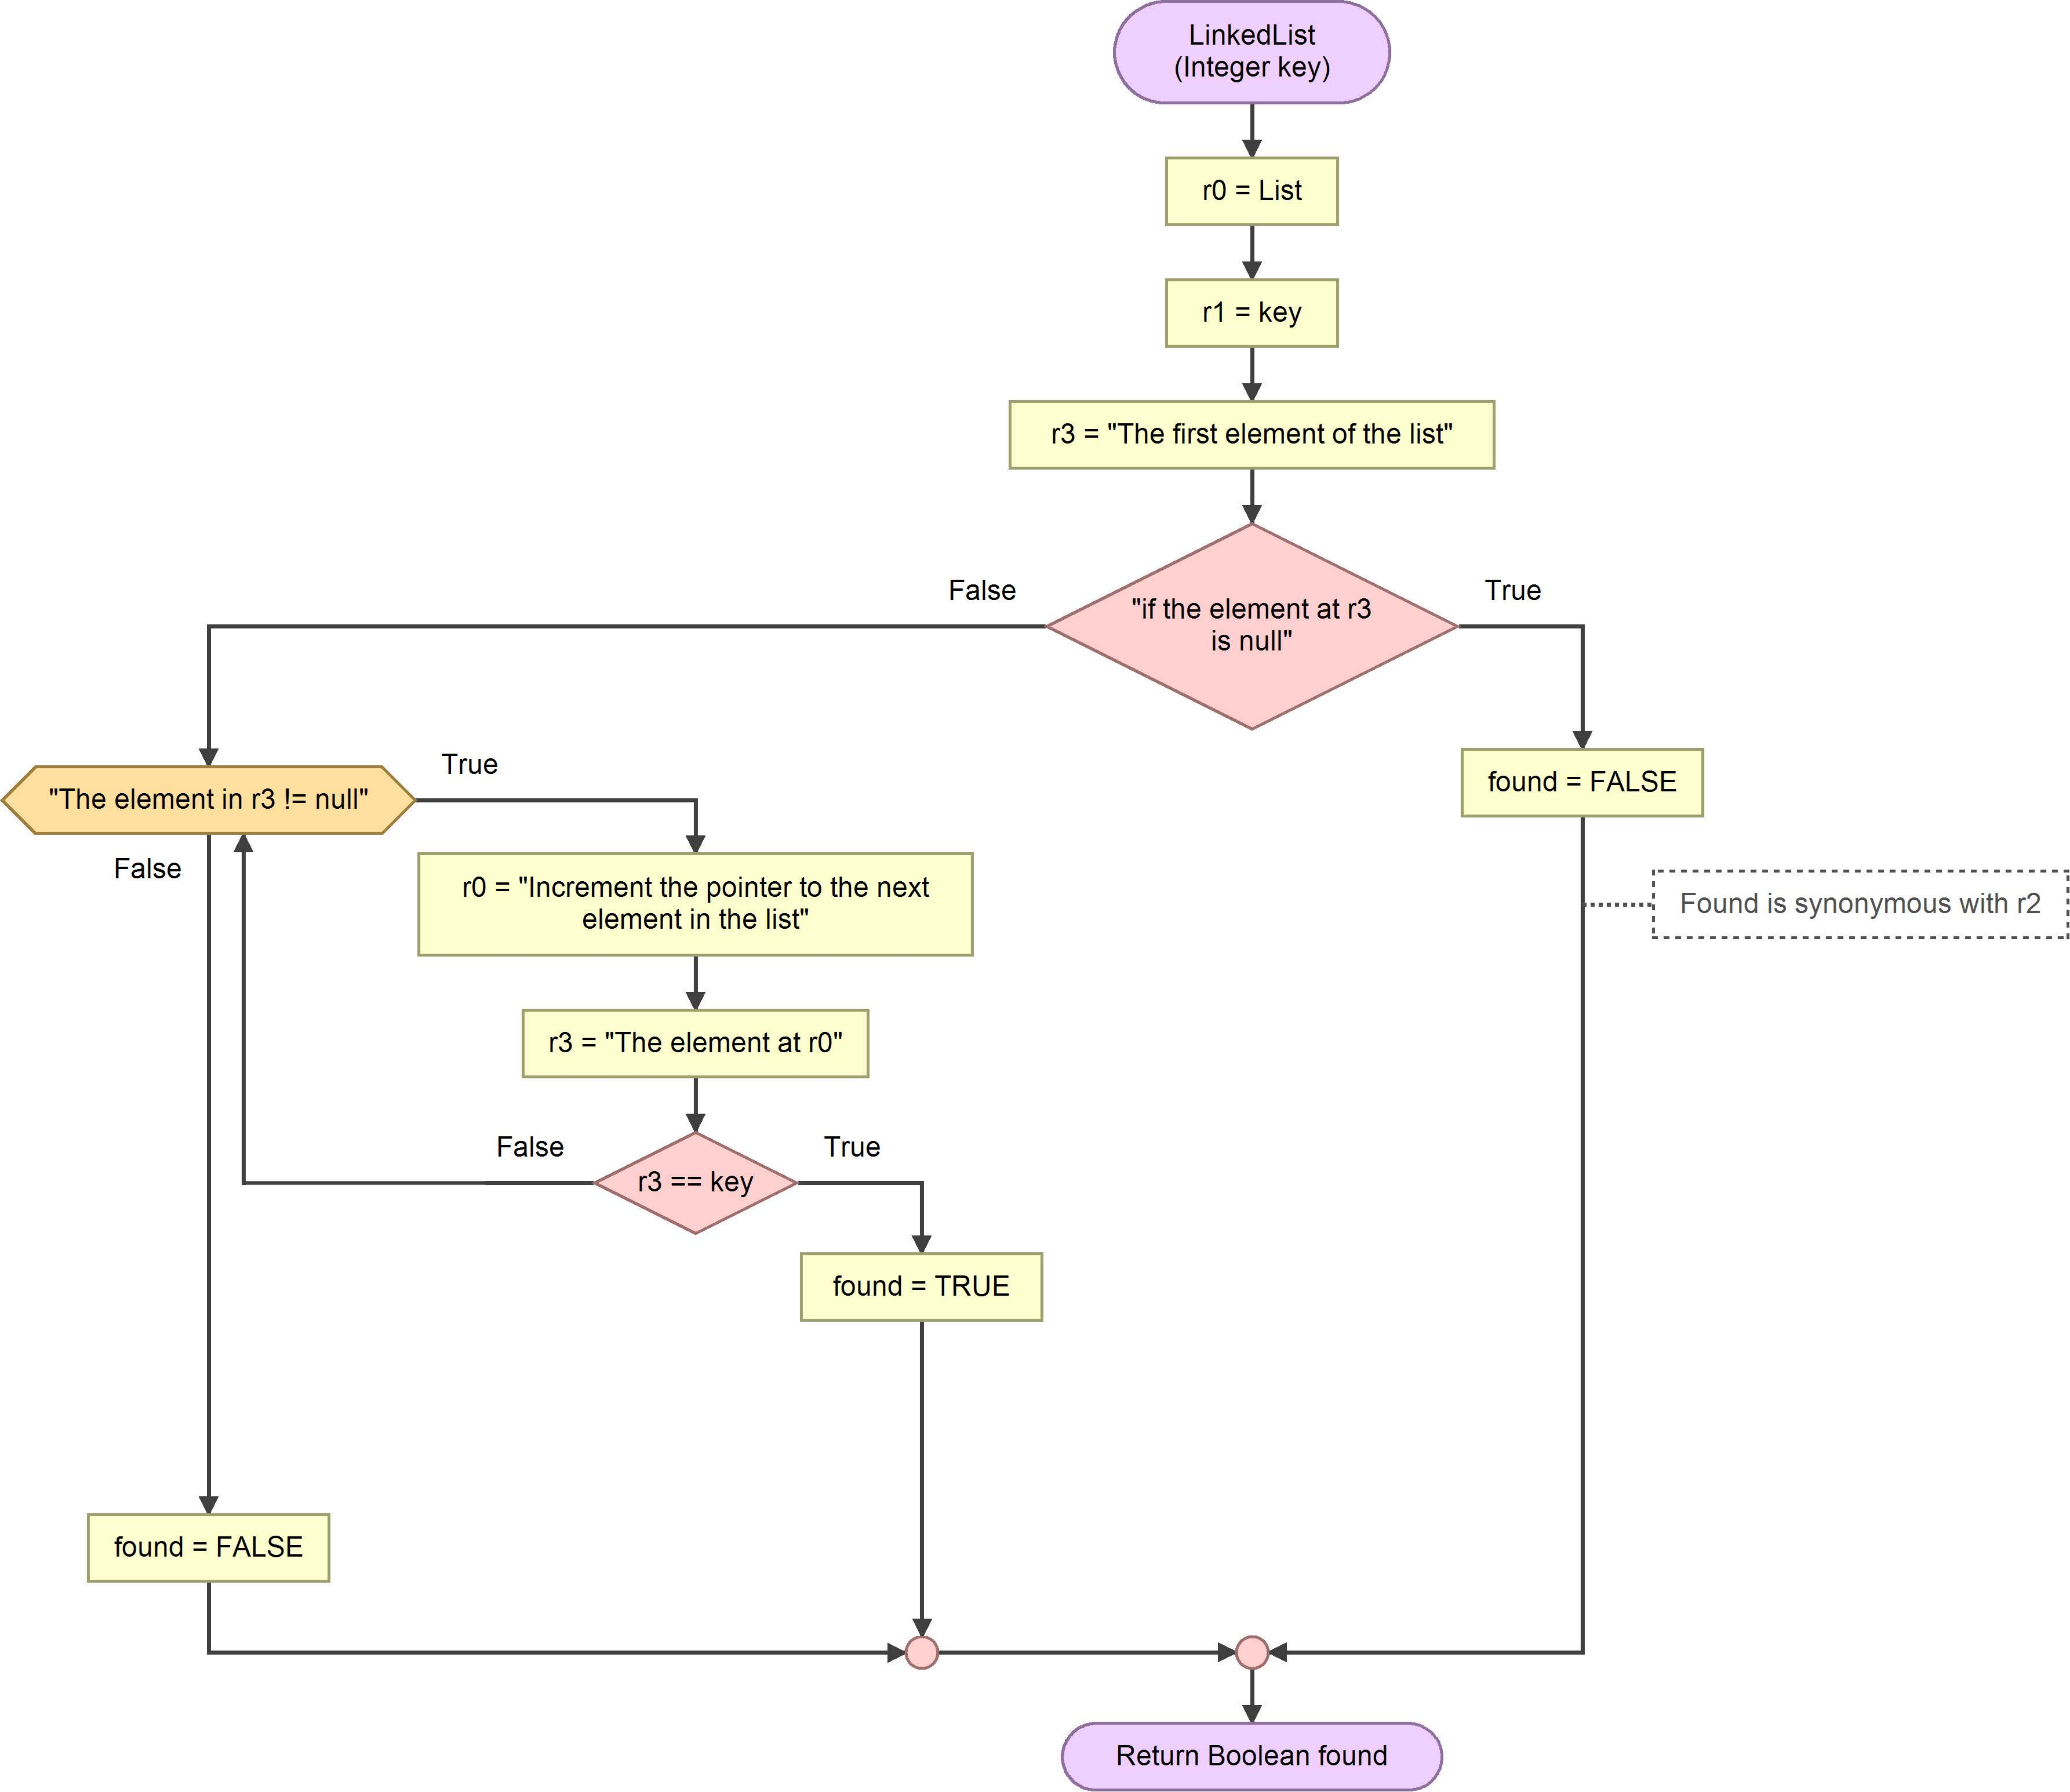 LinkedList
(Integer key)
r0 = List
r1 = key
r3 = "The first element of the list"
False
True
"if the element at r3
is null"
True
"The element in r3 != null"
found = FALSE
False
r0 = "Increment the pointer to the next
element in the list"
Found is synonymous with r2
r3 = "The element at r0"
False
True
r3 == key
found = TRUE
found = FALSE
Return Boolean found